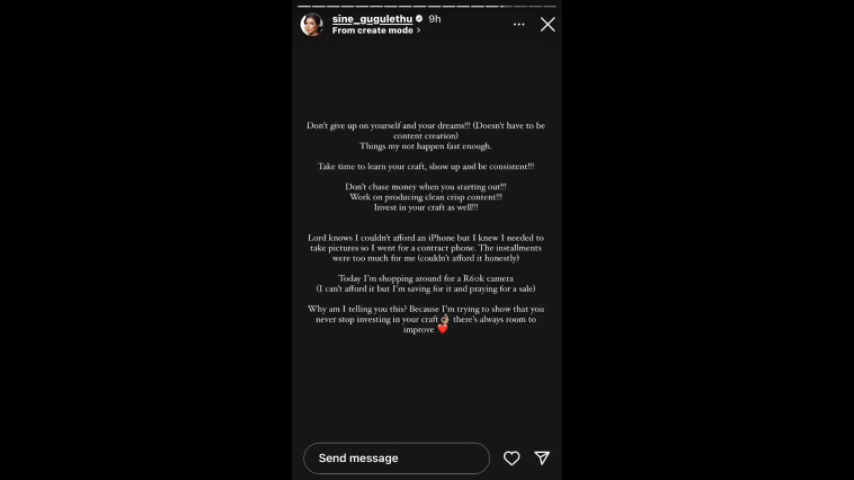 sine_gugulethu 9h
From create mode >
Don't give up on yourself and your dreams!!! (Doesn't have to be
content creation)
Things my not happen fast enough.
Take time to learn your craft, show up and be consistent!!!
Don't chase money when you starting out!!!
Work on producing clean crisp content!!!
Invest in your craft as well!!!
Lord knows I couldn't afford an iPhone but I knew I needed to
take pictures so I went for a contract phone. The installments
were too much for me (couldn't afford it honestly)
Today I'm shopping around for a R60k camera
(I can't afford it but I'm saving for it and praying for a sale)
Why am I telling you this? Because I'm trying to show that you
never stop investing in your craft👌🏽 there's always room to
improve ❤️
Send message